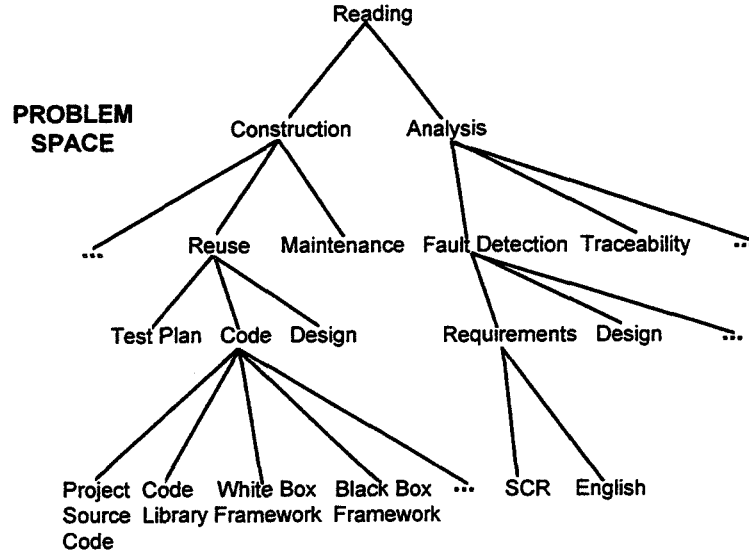 Reading
PROBLEM
SPACE
Construction Analysis
... Reuse Maintenance Fault Detection Traceability ...
Test Plan Code Design Requirements Design ...
Project Code White Box Black Box ... SCR English
Source Library Framework Framework
Code